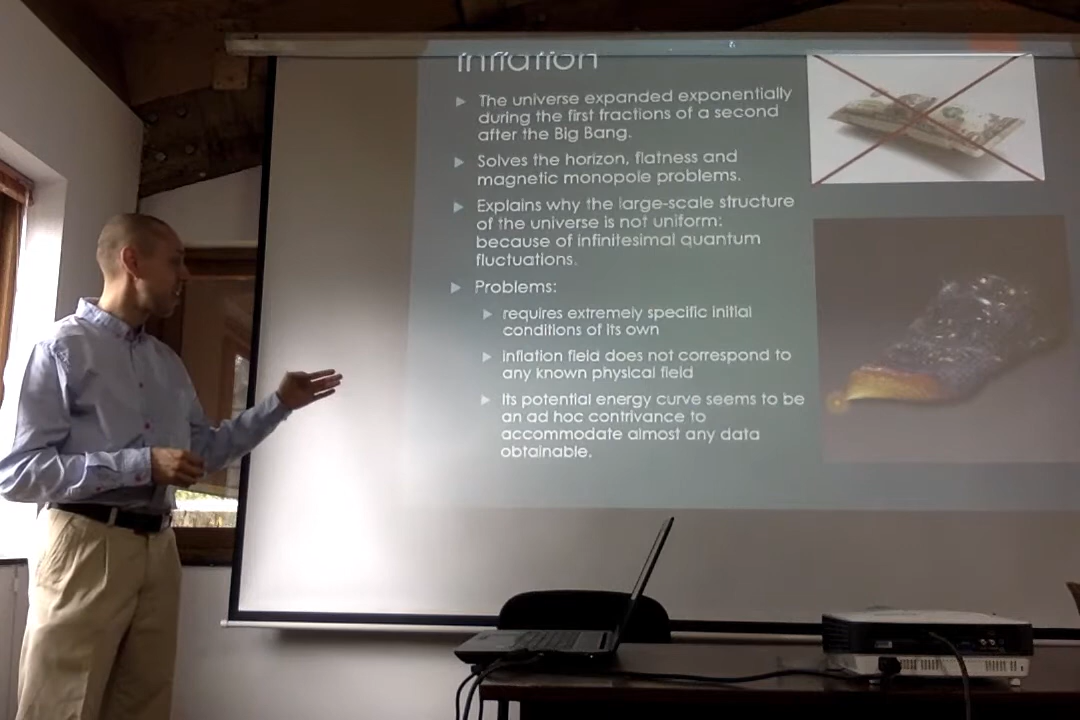 Inflation
The universe expanded exponentially
during the first fractions of a second
after the Big Bang.
Solves the horizon, flatness and
magnetic monopole problems.
Explains why the large-scale structure
of the universe is not uniform:
because of infinitesimal quantum
fluctuations.
Problems:
requires extremely specific initial
conditions of its own
inflation field does not correspond to
any known physical field
Its potential energy curve seems to be
an ad hoc contrivance to
accommodate almost any data
obtainable.